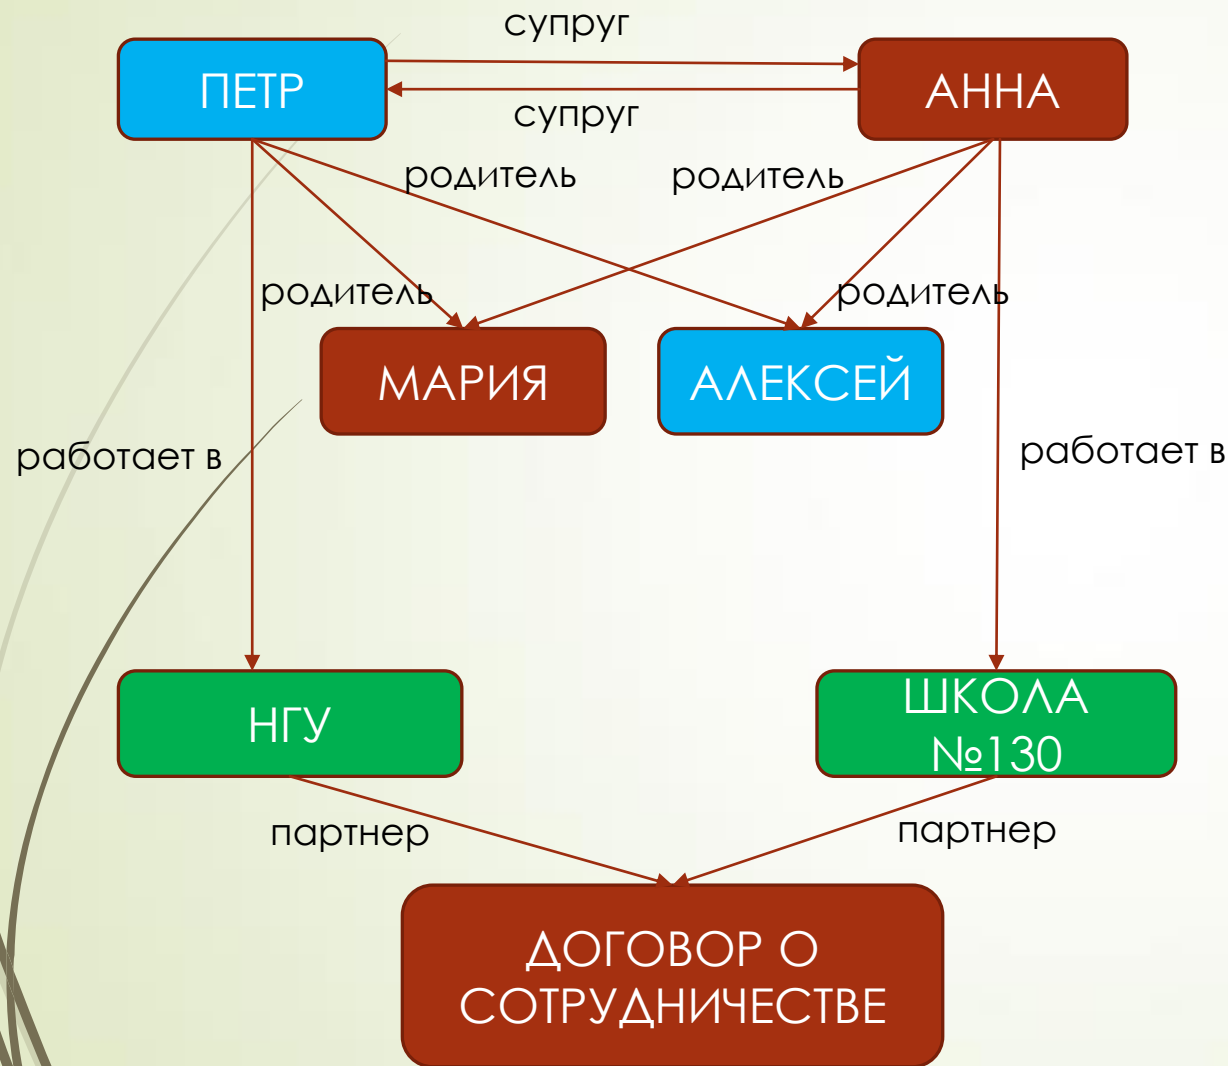 супруг
ПЕТР
АННА
супруг
родитель
родитель
родитель
родитель
МАРИЯ
АЛЕКСЕЙ
работает в
работает в
НГУ
ШКОЛА
№130
партнер
партнер
ДОГОВОР О
СОТРУДНИЧЕСТВЕ